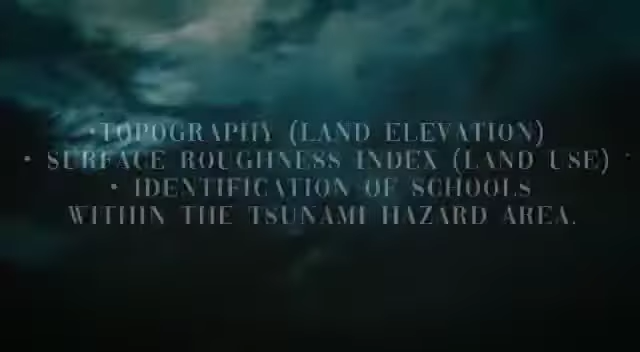 •TOPOGRAPHY (LAND ELEVATION)
• SURFACE ROUGHNESS INDEX (LAND USE)
• IDENTIFICATION OF SCHOOLS
WITHIN THE TSUNAMI HAZARD AREA.